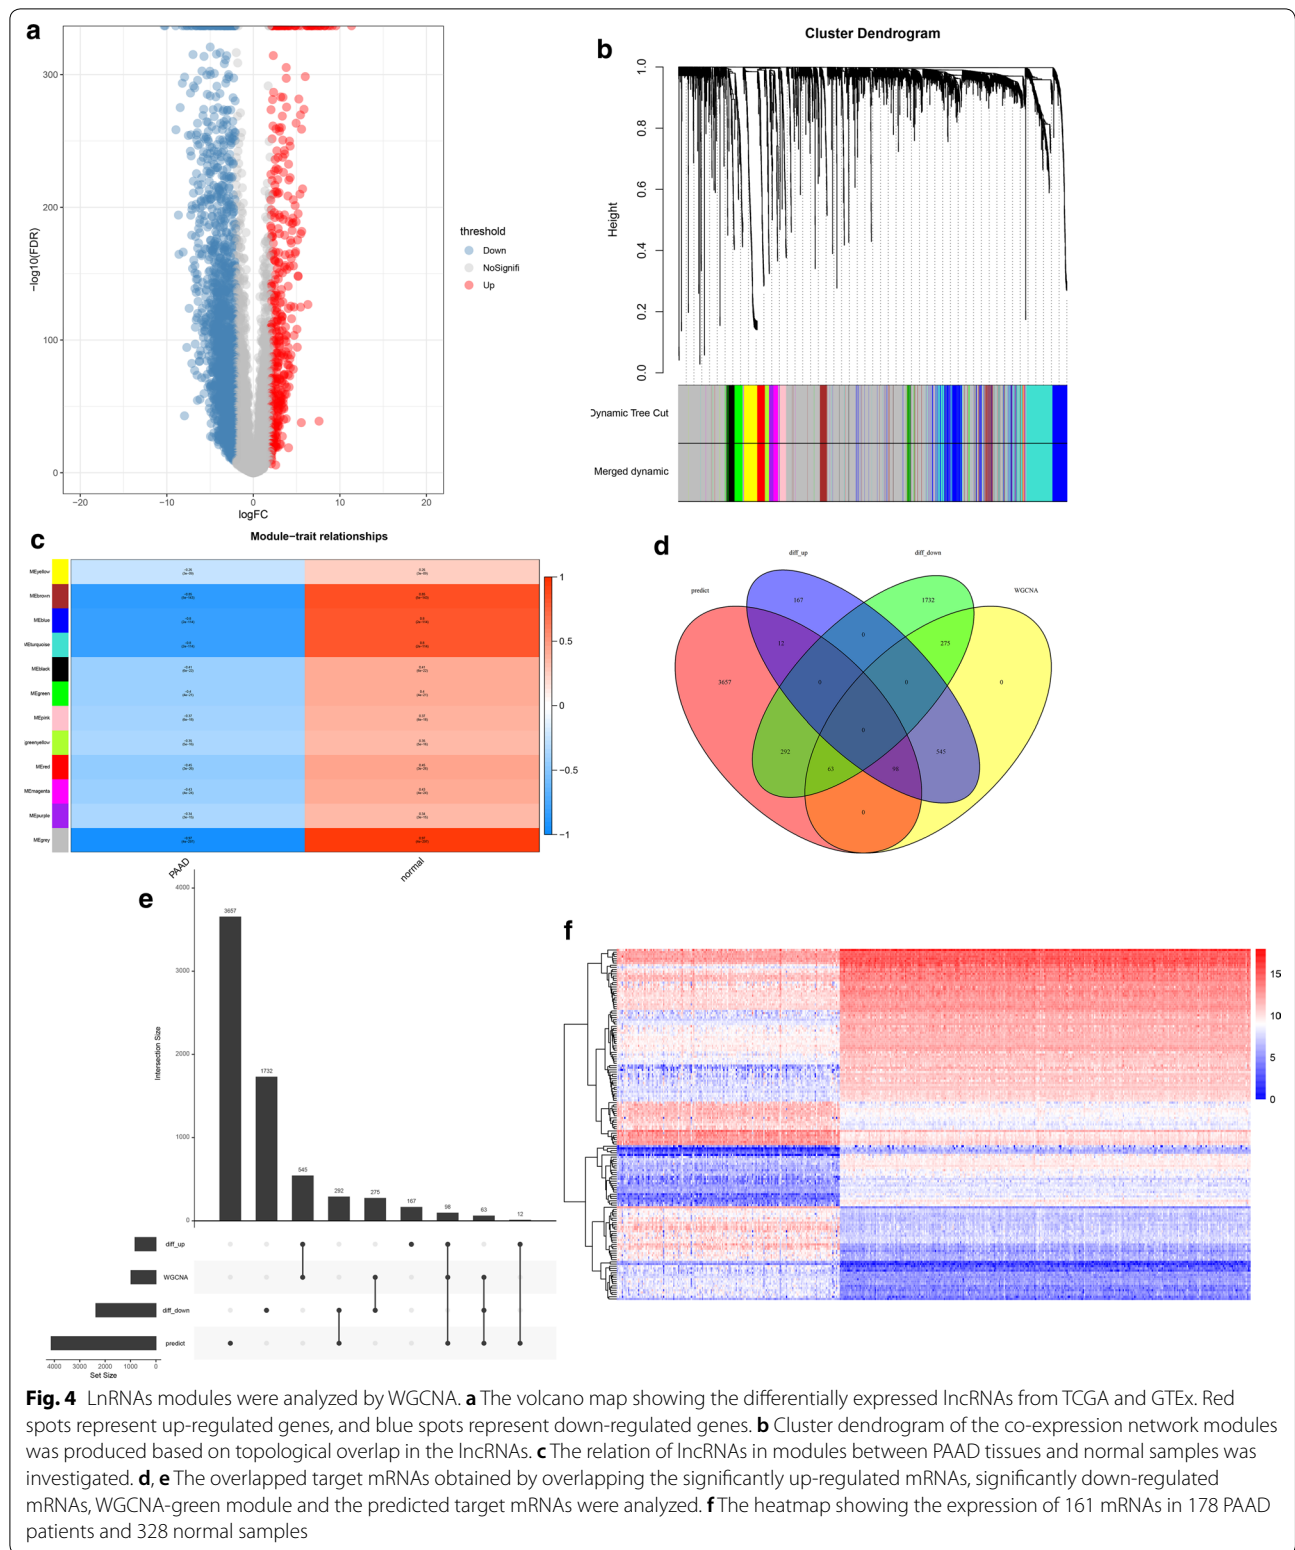 a
300
200
100
0
−log10(FDR)
−20
−10
0
10
20
logFC
threshold
Down
NoSignifi
Up
b
Cluster Dendrogram
Height
1.0
0.8
0.6
0.4
0.2
0.0
Dynamic Tree Cut
Merged dynamic
c
Module−trait relationships
MEyellow
MEbrown
MEblue
MEturquoise
MEblack
MEgreen
MEpink
greenyellow
MEred
MEmagenta
MEpurple
MEgrey
PAAD
normal
1
0.5
0
−0.5
−1
d
diff_up
diff_down
predict
WGCNA
167
1732
0
12
275
3657
0
0
0
0
292
545
63
98
0
e
Intersection Size
4000
3000
2000
1000
0
3657
1732
545
292
275
167
98
63
12
diff_up
WGCNA
diff_down
predict
4000
3000
2000
1000
0
Set Size
f
15
10
5
0
Fig. 4 LnRNAs modules were analyzed by WGCNA. a The volcano map showing the differentially expressed lncRNAs from TCGA and GTEx. Red
spots represent up-regulated genes, and blue spots represent down-regulated genes. b Cluster dendrogram of the co-expression network modules
was produced based on topological overlap in the lncRNAs. c The relation of lncRNAs in modules between PAAD tissues and normal samples was
investigated. d, e The overlapped target mRNAs obtained by overlapping the significantly up-regulated mRNAs, significantly down-regulated
mRNAs, WGCNA-green module and the predicted target mRNAs were analyzed. f The heatmap showing the expression of 161 mRNAs in 178 PAAD
patients and 328 normal samples